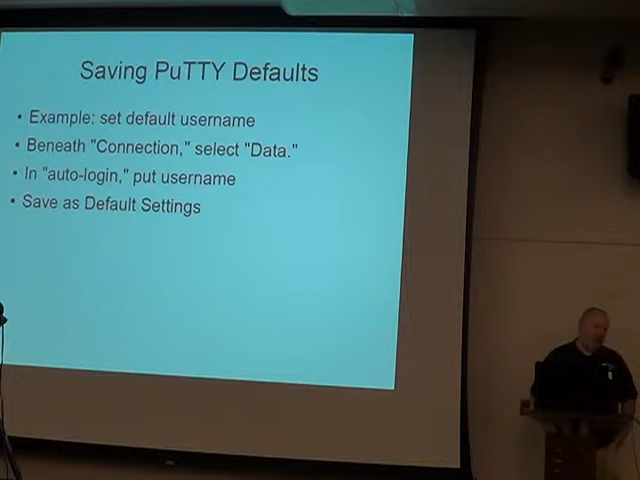 Saving PuTTY Defaults
• Example: set default username
• Beneath "Connection," select "Data."
• In "auto-login," put username
• Save as Default Settings